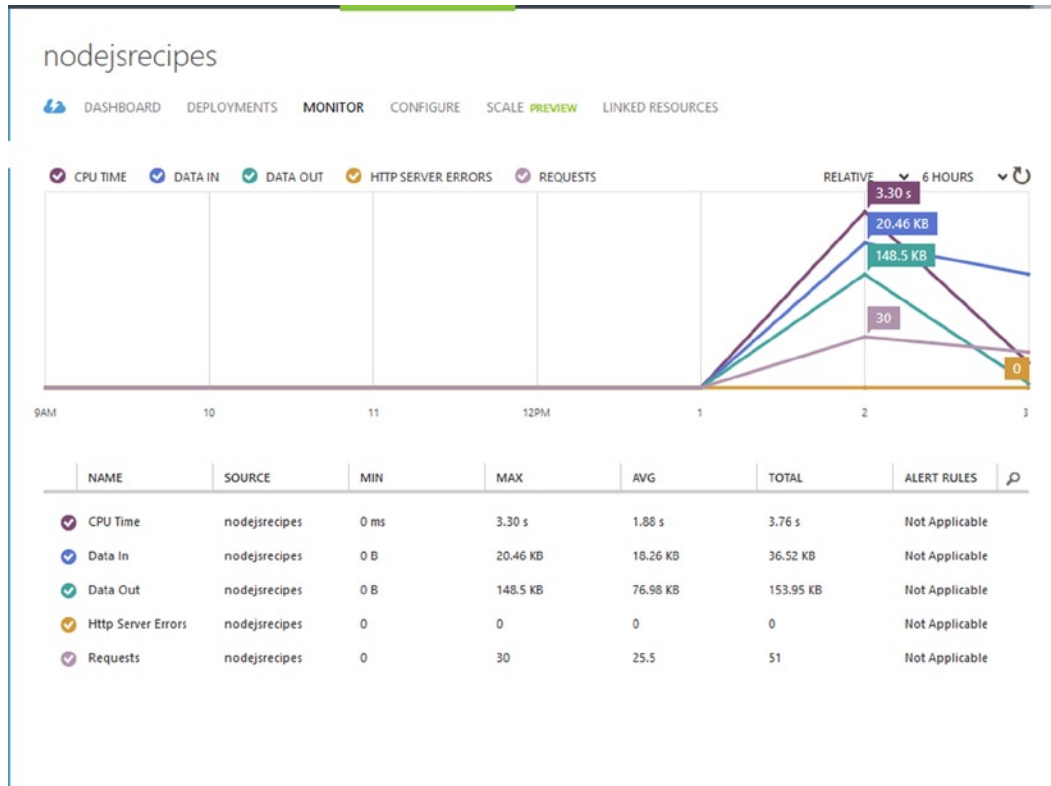 nodejsrecipes
DASHBOARD DEPLOYMENTS MONITOR CONFIGURE SCALE PREVIEW LINKED RESOURCES
CPU TIME DATA IN DATA OUT HTTP SERVER ERRORS REQUESTS RELATIVE 6 HOURS
3.30 s
20.46 KB
148.5 KB
30
0
9AM 10 11 12PM 1 2 3
NAME SOURCE MIN MAX AVG TOTAL ALERT RULES
CPU Time nodejsrecipes 0 ms 3.30 s 1.88 s 3.76 s Not Applicable
Data In nodejsrecipes 0 B 20.46 KB 18.26 KB 36.52 KB Not Applicable
Data Out nodejsrecipes 0 B 148.5 KB 76.98 KB 153.95 KB Not Applicable
Http Server Errors nodejsrecipes 0 0 0 0 Not Applicable
Requests nodejsrecipes 0 30 25.5 51 Not Applicable